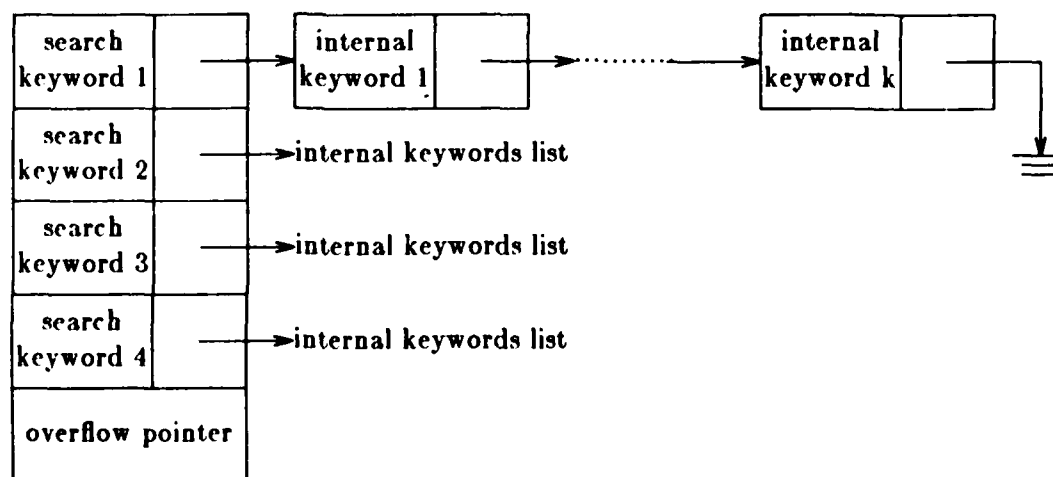 search
keyword 1
internal
keyword 1
internal
keyword k
search
keyword 2
internal keywords list
search
keyword 3
internal keywords list
search
keyword 4
internal keywords list
overflow pointer